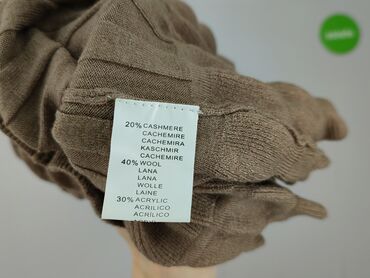 20% CASHMERE
CACHEMIRE
CACHEMIRA
KASCHMIR
CACHEMIRE
40% WOOL
LANA
LANA
WOLLE
LAINE
30% ACRYLIC
ACRILICO
ACRILICO